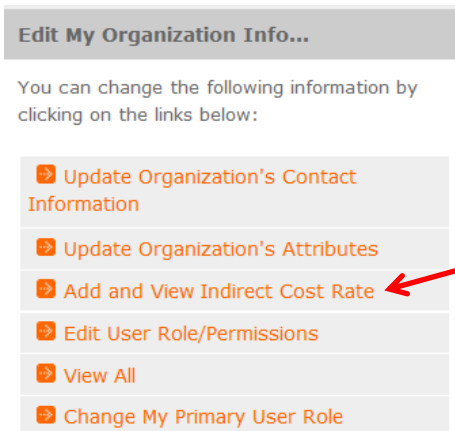 Edit My Organization Info...
You can change the following information by
clicking on the links below:
Update Organization's Contact
Information
Update Organization's Attributes
Add and View Indirect Cost Rate
Edit User Role/Permissions
View All
Change My Primary User Role